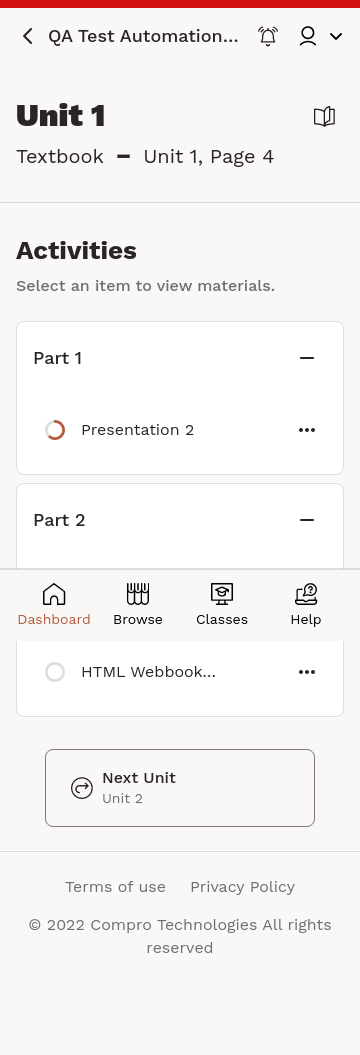 QA Test Automation...
Unit 1
Textbook – Unit 1, Page 4
Activities
Select an item to view materials.
Part 1
Presentation 2
Part 2
Dashboard Browse Classes Help
HTML Webbook...
Next Unit
Unit 2
Terms of use Privacy Policy
© 2022 Compro Technologies All rights
reserved